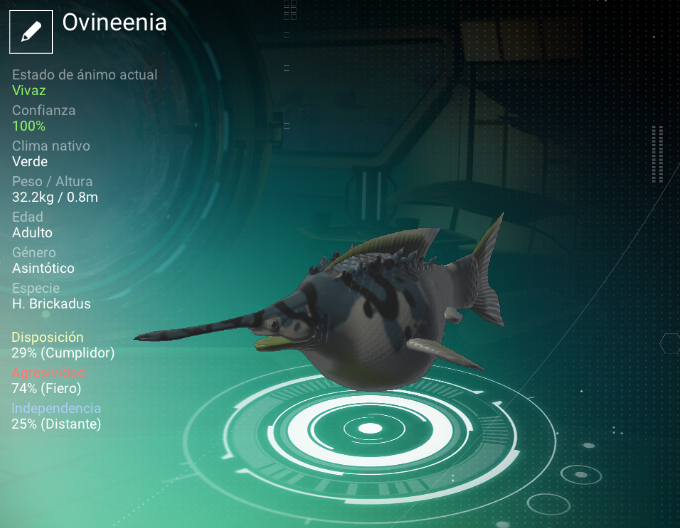 Ovineenia
Estado de ánimo actual
Vivaz
Confianza
100%
Clima nativo
Verde
Peso / Altura
32.2kg / 0.8m
Edad
Adulto
Género
Asintótico
Especie
H. Brickadus
Disposición
29% (Cumplidor)
Agresividad
74% (Fiero)
Independencia
25% (Distante)